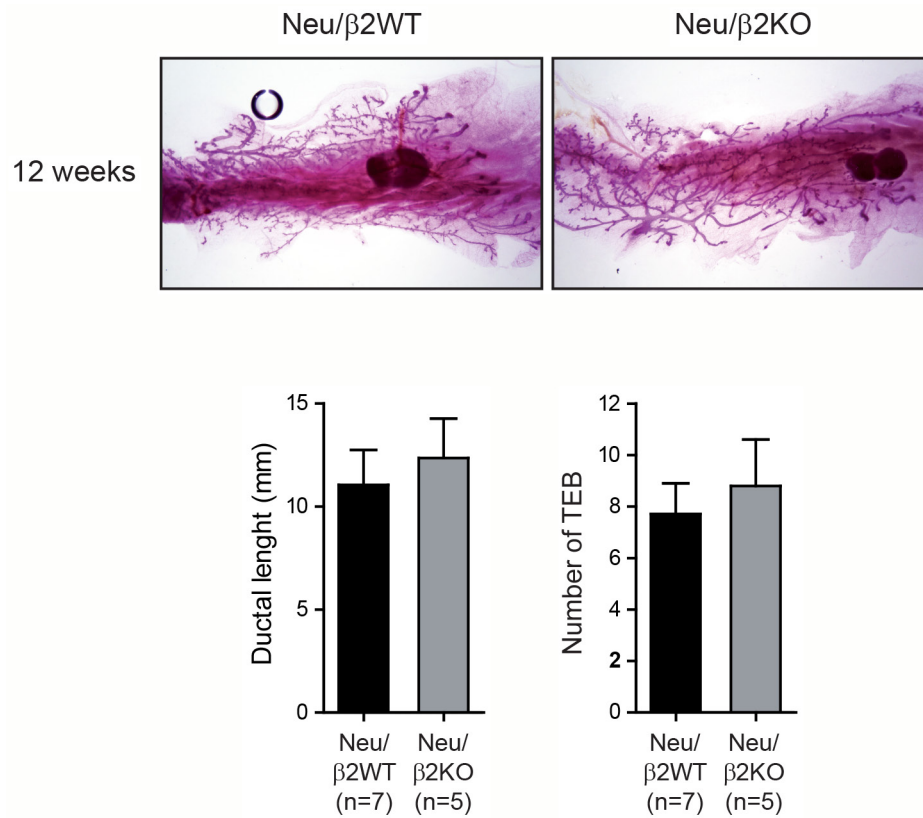 Neu/β2WT
Neu/β2KO
12 weeks
Ductal lenght (mm)
15
10
5
0
Neu/
β2WT
(n=7)
Neu/
β2KO
(n=5)
Number of TEB
12
10
8
6
4
2
0
Neu/
β2WT
(n=7)
Neu/
β2KO
(n=5)